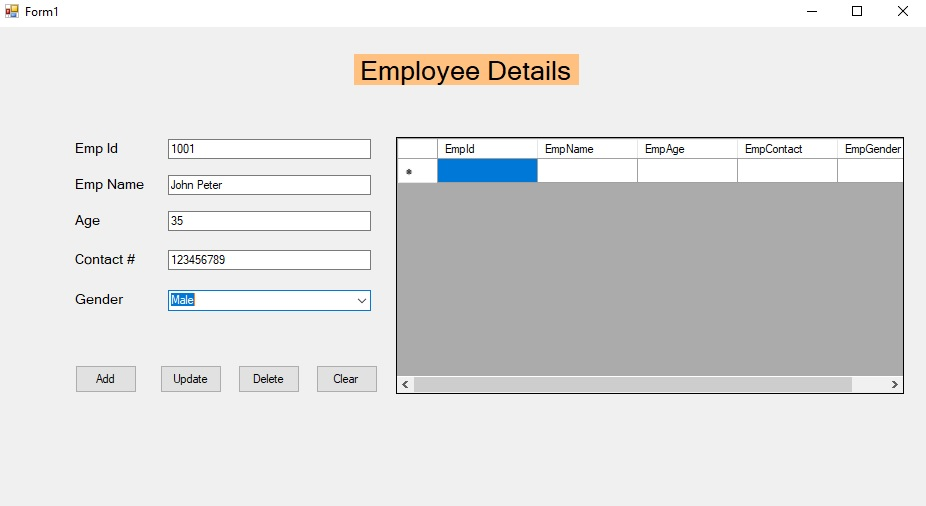 Form1
Employee Details
Emp Id 1001
Emp Name John Peter
Age 35
Contact # 123456789
Gender Male
Add Update Delete Clear
EmpId EmpName EmpAge EmpContact EmpGender